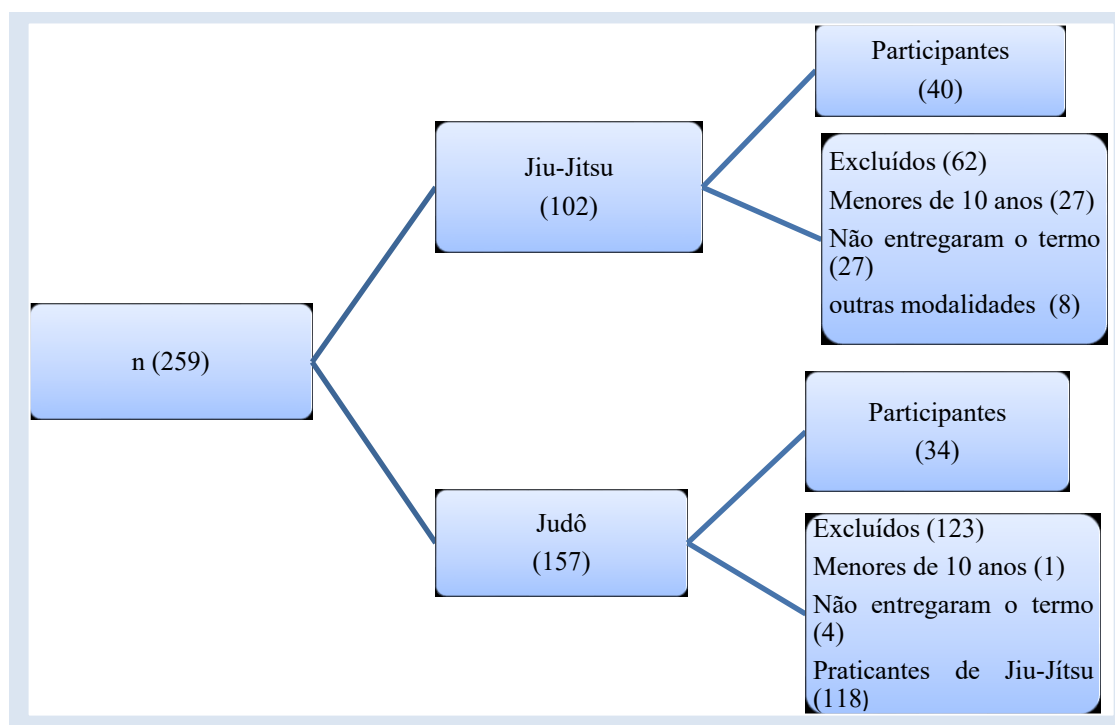 n (259)
Jiu-Jitsu
(102)
Participantes
(40)
Excluídos (62)
Menores de 10 anos (27)
Não entregaram o termo
(27)
outras modalidades (8)
Judô
(157)
Participantes
(34)
Excluídos (123)
Menores de 10 anos (1)
Não entregaram o termo
(4)
Praticantes de Jiu-Jítsu
(118)